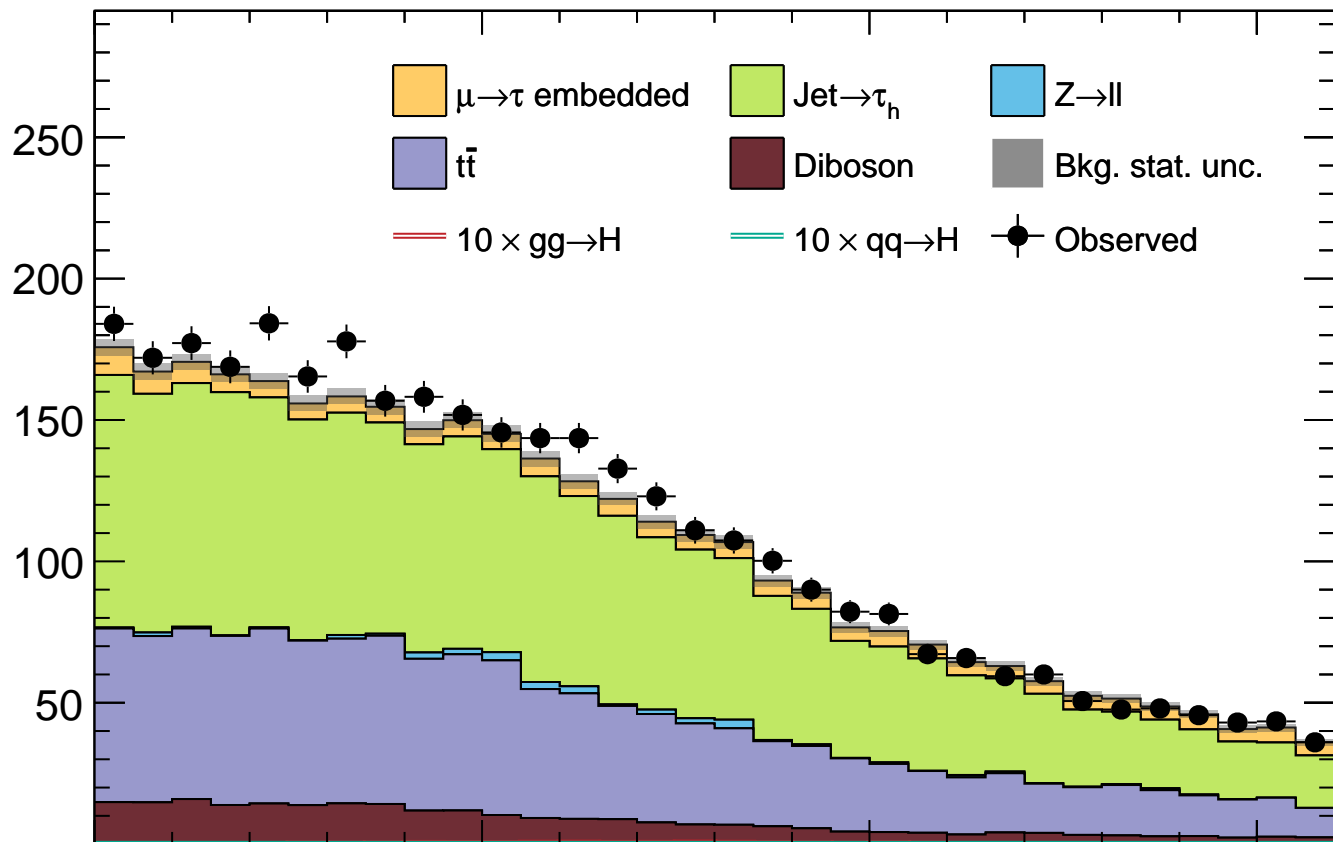 μ→τ embedded Jet→τₕ Z→ll
250
tt̄ Diboson Bkg. stat. unc.
10 × gg→H 10 × qq→H Observed
200
150
100
50